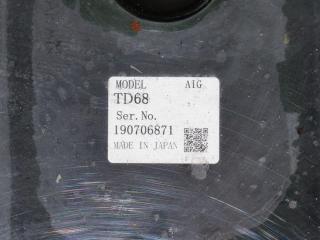 MODEL AIG
TD68
Ser.No.
190706871
MADE IN JAPAN